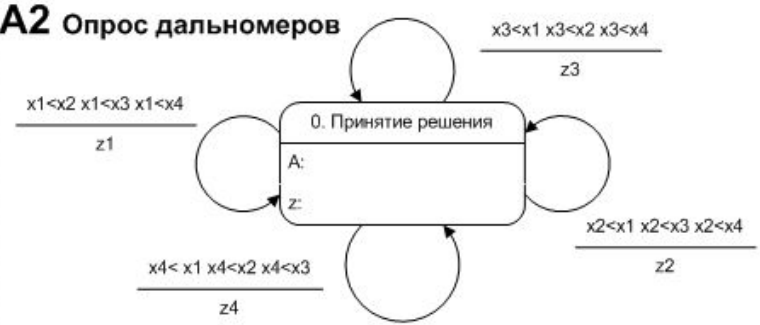 А2 Опрос дальномеров
x3<x1 x3<x2 x3<x4
z3
x1<x2 x1<x3 x1<x4
z1
0. Принятие решения
A:
z:
x2<x1 x2<x3 x2<x4
z2
x4< x1 x4<x2 x4<x3
z4